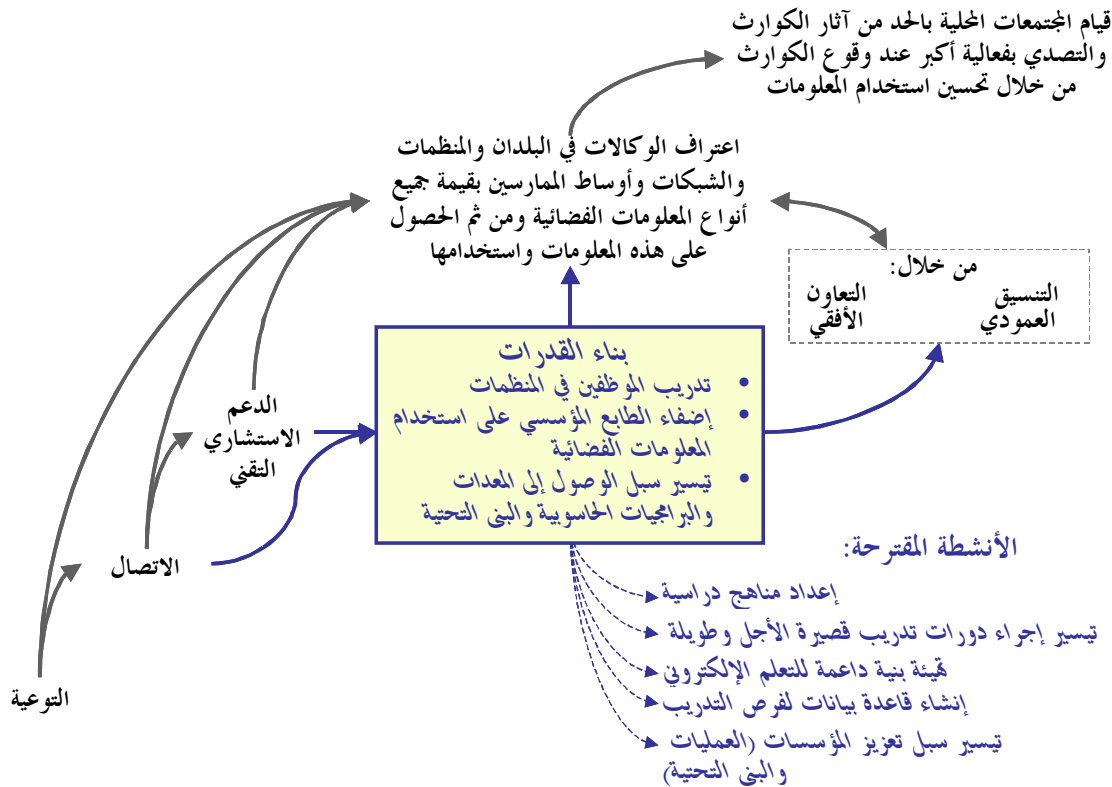 قيام المجتمعات المحلية بالحد من آثار الكوارث
والتصدي بفعالية أكبر عند وقوع الكوارث
من خلال تحسين استخدام المعلومات
اعتراف الوكالات في البلدان والمنظمات
والشبكات وأوساط الممارسين بقيمة جميع
أنواع المعلومات الفضائية ومن ثم الحصول
على هذه المعلومات واستخدامها
من خلال:
التنسيق
العمودي
التعاون
الأفقي
بناء القدرات
• تدريب الموظفين في المنظمات
• إضفاء الطابع المؤسسي على استخدام
المعلومات الفضائية
• تيسير سبل الوصول إلى المعدات
والبرامجيات الحاسوبية والبنى التحتية
الدعم
الاستشاري
التقني
الاتصال
التوعية
الأنشطة المقترحة:
إعداد مناهج دراسية
تيسير إجراء دورات تدريب قصيرة الأجل وطويلة
تهيئة بنية داعمة للتعلم الإلكتروني
إنشاء قاعدة بيانات لفرص التدريب
تيسير سبل تعزيز المؤسسات (العمليات
والبنى التحتية)